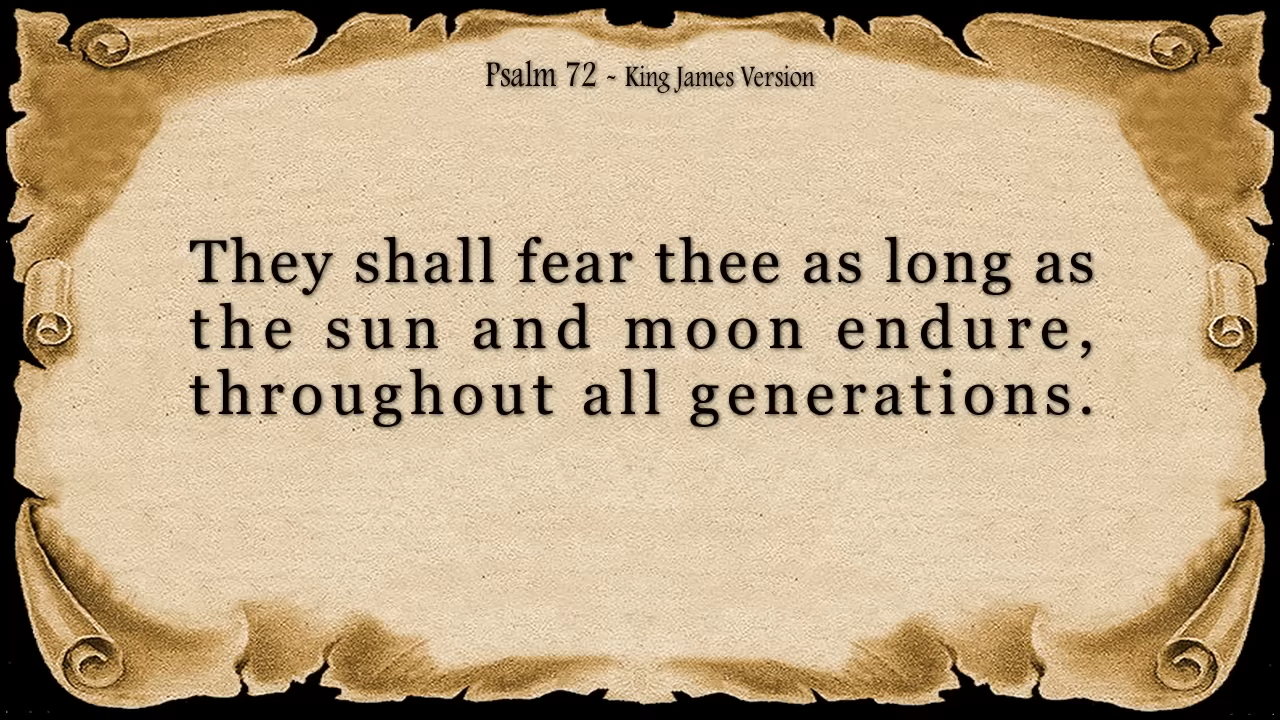 Psalm 72 ~ King James Version
They shall fear thee as long as
the sun and moon endure,
throughout all generations.